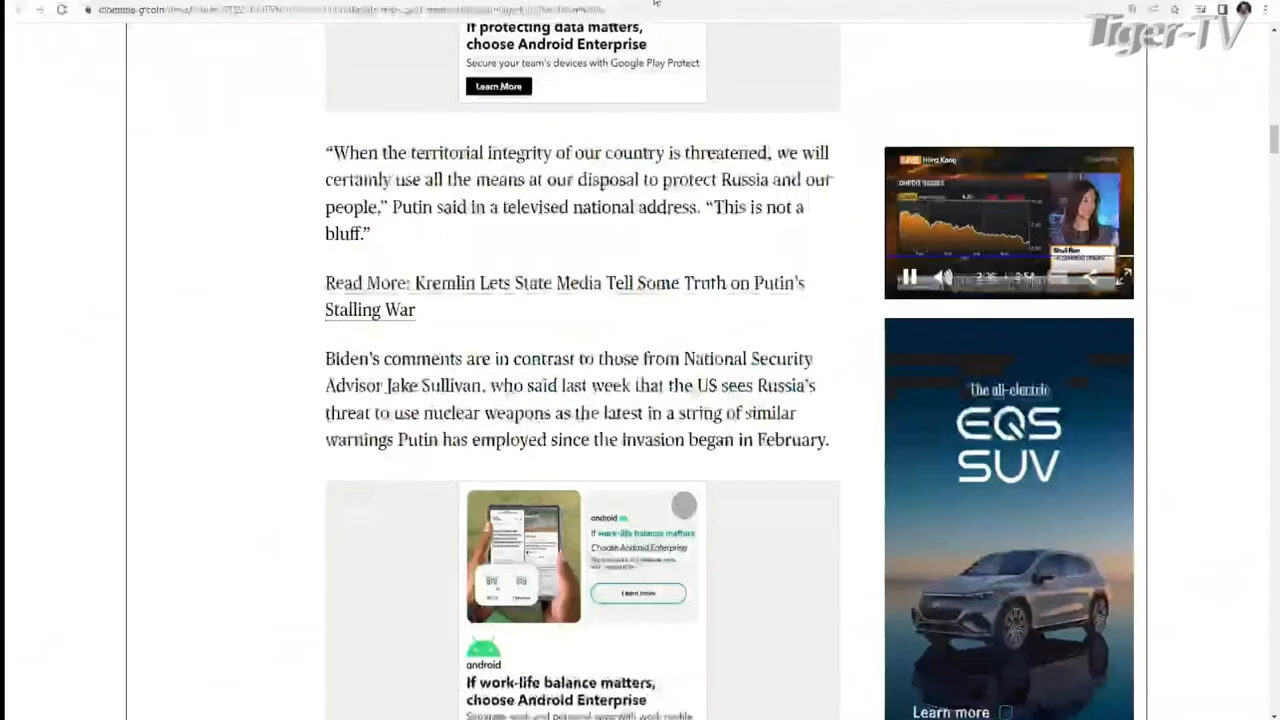 Tiger-TV
If protecting data matters,
choose Android Enterprise
Secure your team's devices with Google Play Protect
Learn More
“When the territorial integrity of our country is threatened, we will
certainly use all the means at our disposal to protect Russia and our
people,” Putin said in a televised national address. “This is not a
bluff.”
Read More: Kremlin Lets State Media Tell Some Truth on Putin's
Stalling War
Biden's comments are in contrast to those from National Security
Advisor Jake Sullivan, who said last week that the US sees Russia's
threat to use nuclear weapons as the latest in a string of similar
warnings Putin has employed since the invasion began in February.
LIVE Hong Kong
The all-electric
EQS
SUV
Learn more
android
If work-life balance matters
Choose Android Enterprise
Learn more
android
If work-life balance matters,
choose Android Enterprise